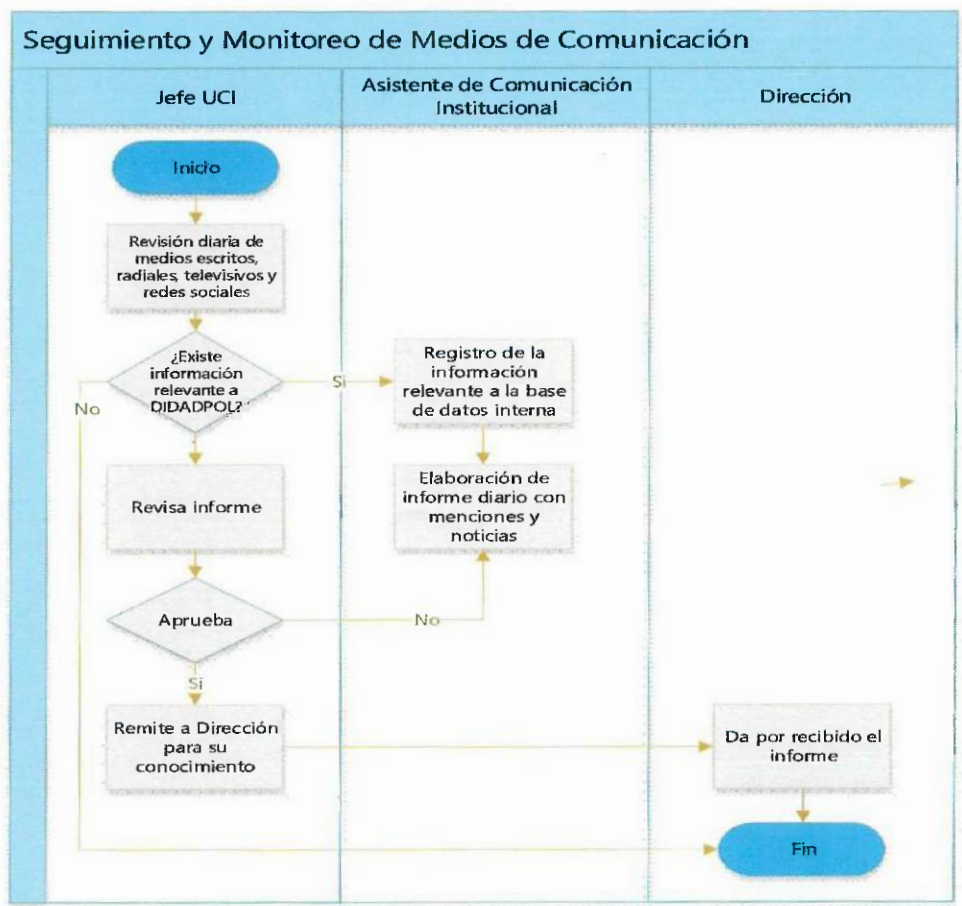 Seguimiento y Monitoreo de Medios de Comunicación
Jefe UCI
Asistente de Comunicación
Institucional
Dirección
Inicio
Revisión diaria de
medios escritos,
radiales, televisivos y
redes sociales
¿Existe
información
relevante a
DIDADPOL?
Si
No
Registro de la
información
relevante a la base
de datos interna
Revisa informe
Elaboración de
informe diario con
menciones y
noticias
Aprueba
No
Si
Remite a Dirección
para su
conocimiento
Da por recibido el
informe
Fin